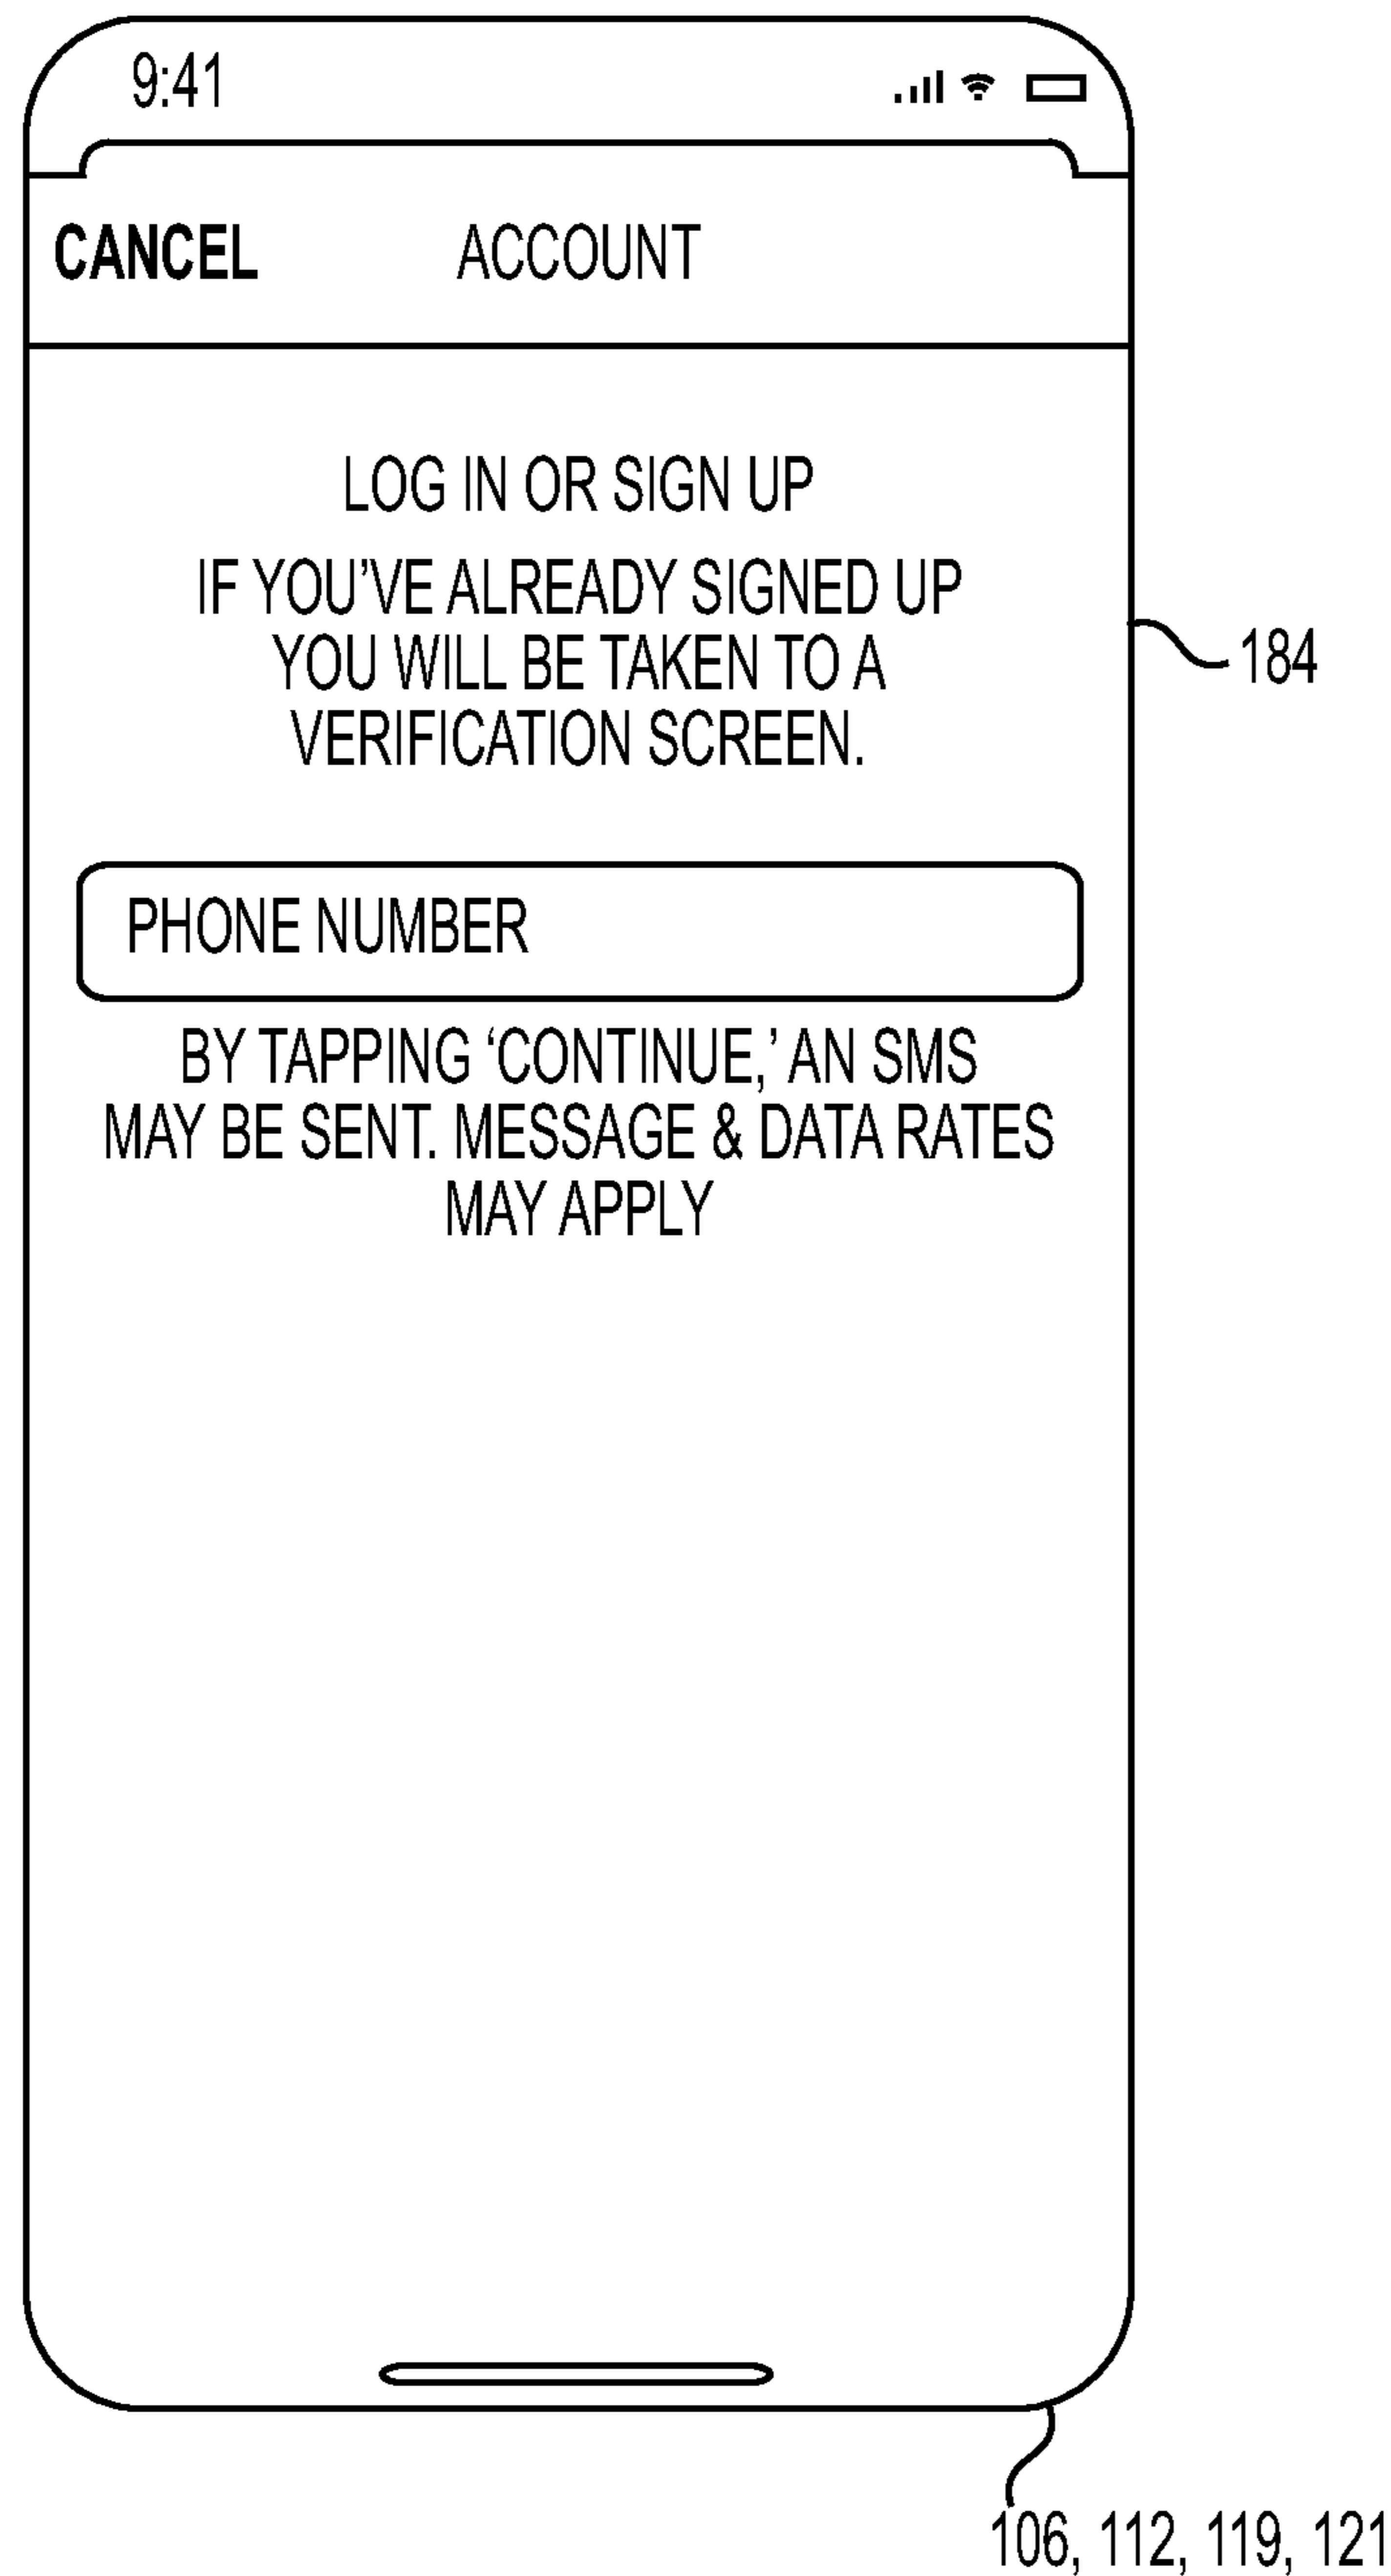 9:41
CANCEL ACCOUNT
LOG IN OR SIGN UP
IF YOU’VE ALREADY SIGNED UP
YOU WILL BE TAKEN TO A
VERIFICATION SCREEN.
184
PHONE NUMBER
BY TAPPING ‘CONTINUE,’ AN SMS
MAY BE SENT. MESSAGE & DATA RATES
MAY APPLY
106, 112, 119, 121